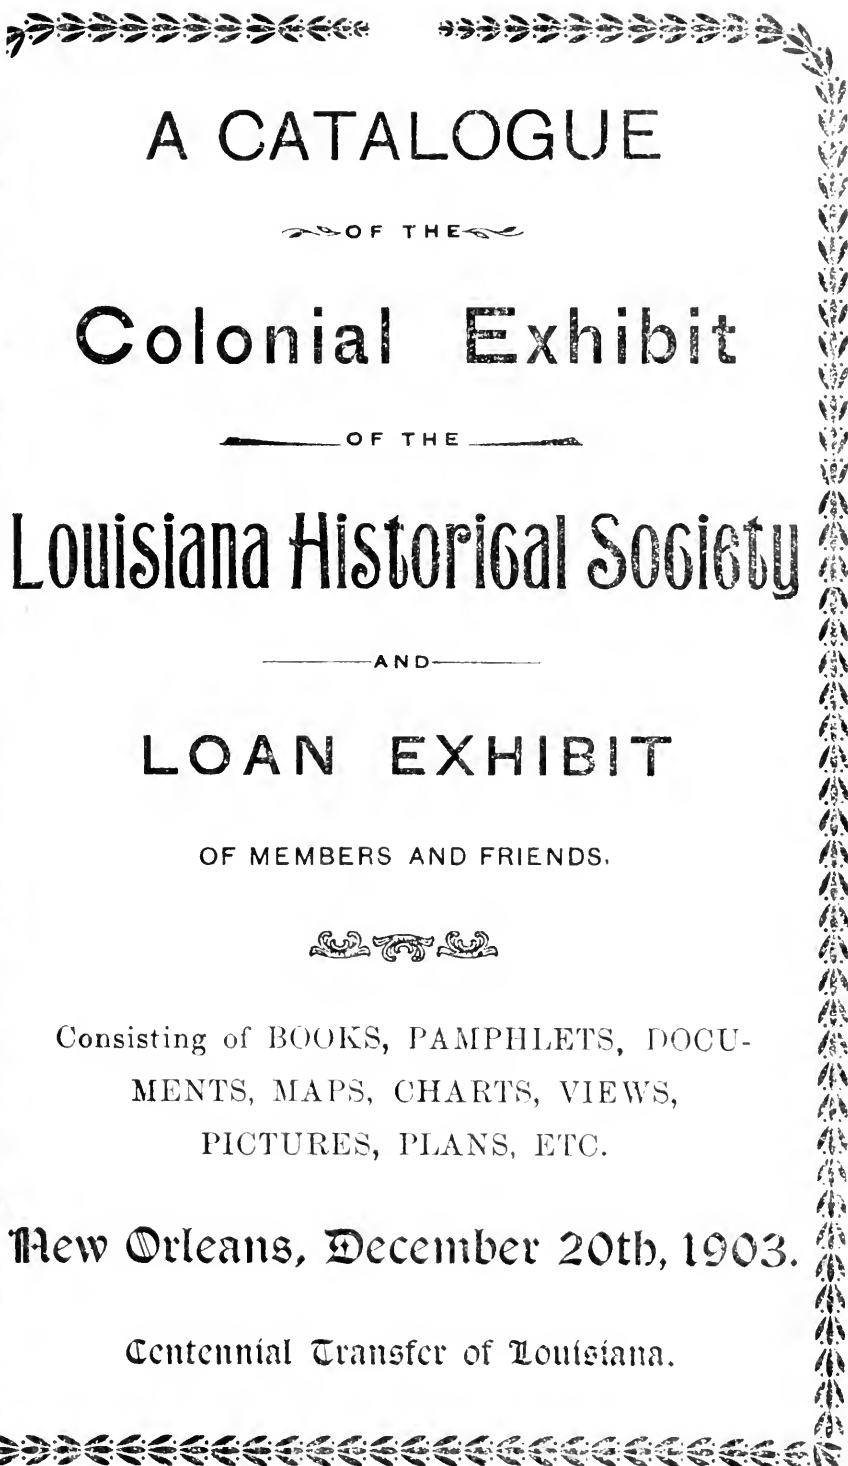 A CATALOGUE
OF THE
Colonial Exhibit
OF THE
Louisiana Historical Society
AND
LOAN EXHIBIT
OF MEMBERS AND FRIENDS.
Consisting of BOOKS, PAMPHLETS, DOCU-
MENTS, MAPS, CHARTS, VIEWS,
PICTURES, PLANS, ETC.
New Orleans, December 20th, 1903.
Centennial Transfer of Louisiana.